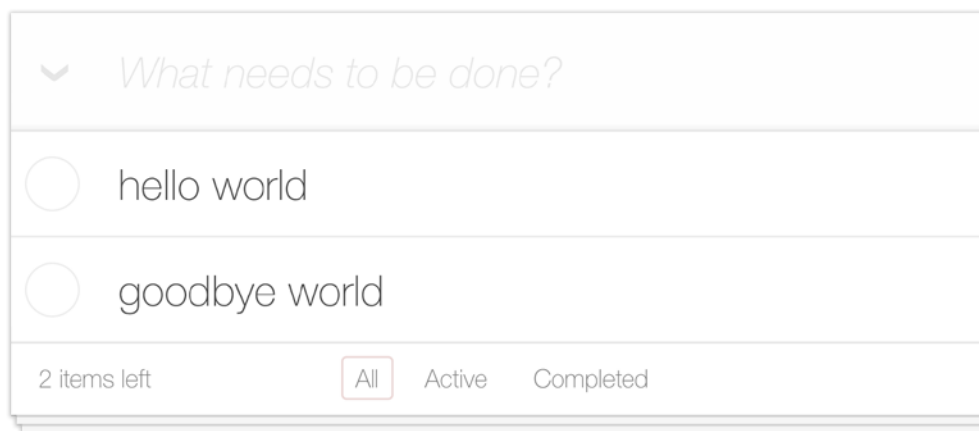 What needs to be done?
hello world
goodbye world
2 items left All Active Completed